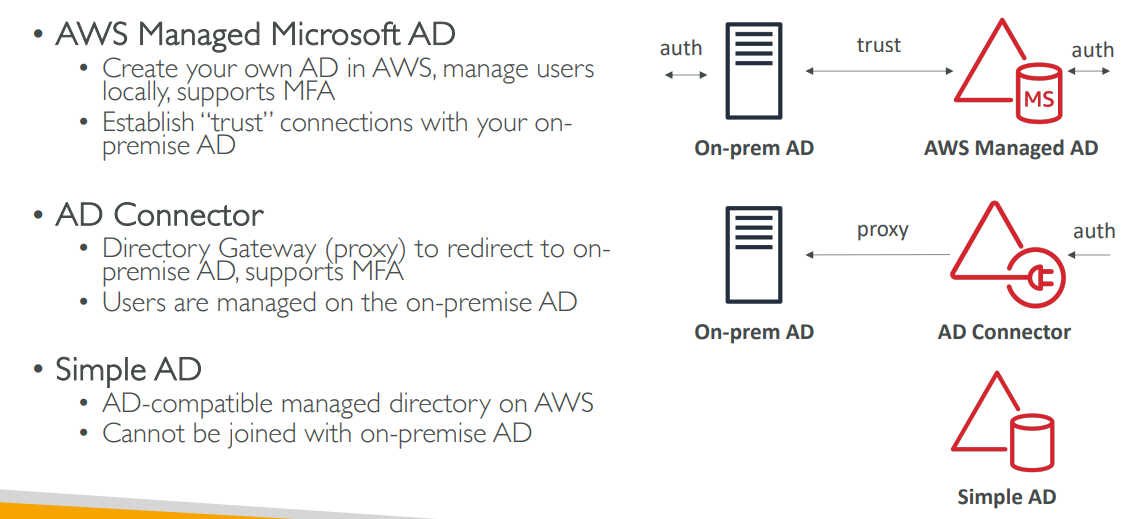 • AWS Managed Microsoft AD
• Create your own AD in AWS, manage users
locally, supports MFA
• Establish “trust” connections with your on-
premise AD
• AD Connector
• Directory Gateway (proxy) to redirect to on-
premise AD, supports MFA
• Users are managed on the on-premise AD
• Simple AD
• AD-compatible managed directory on AWS
• Cannot be joined with on-premise AD
auth
trust
auth
MS
On-prem AD
AWS Managed AD
proxy
auth
On-prem AD
AD Connector
Simple AD